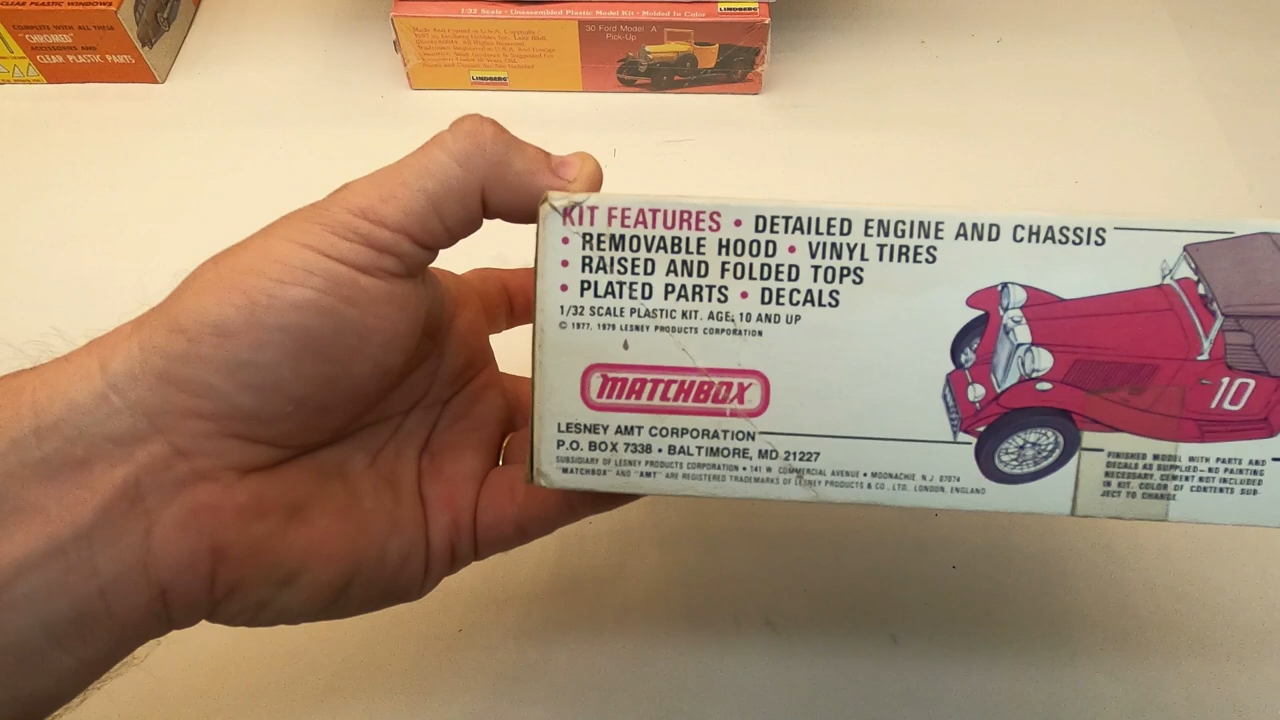 CLEAR PLASTIC WINDOWS
COMPLETE WITH ALL THESE
"CHROMED"
ACCESSORIES AND
CLEAR PLASTIC PARTS
1/32 Scale • Unassembled Plastic Model Kit • Molded In Color
LINDBERG
'30 Ford Model A
Pick-Up
LINDBERG
KIT FEATURES • DETAILED ENGINE AND CHASSIS
• REMOVABLE HOOD • VINYL TIRES
• RAISED AND FOLDED TOPS
• PLATED PARTS • DECALS
1/32 SCALE PLASTIC KIT. AGE: 10 AND UP
© 1977, 1979 LESNEY PRODUCTS CORPORATION
MATCHBOX
10
LESNEY AMT CORPORATION
P.O. BOX 7338 • BALTIMORE, MD 21227
SUBSIDIARY OF LESNEY PRODUCTS CORPORATION • 141 W COMMERCIAL AVENUE • MOONACHIE, N.J. 07074
"MATCHBOX" AND "AMT" ARE REGISTERED TRADEMARKS OF LESNEY PRODUCTS & CO., LTD. LONDON, ENGLAND
FINISHED MODEL WITH PARTS AND
DECALS AS SUPPLIED—NO PAINTING
NECESSARY. CEMENT NOT INCLUDED
IN KIT. COLOR OF CONTENTS SUB-
JECT TO CHANGE.